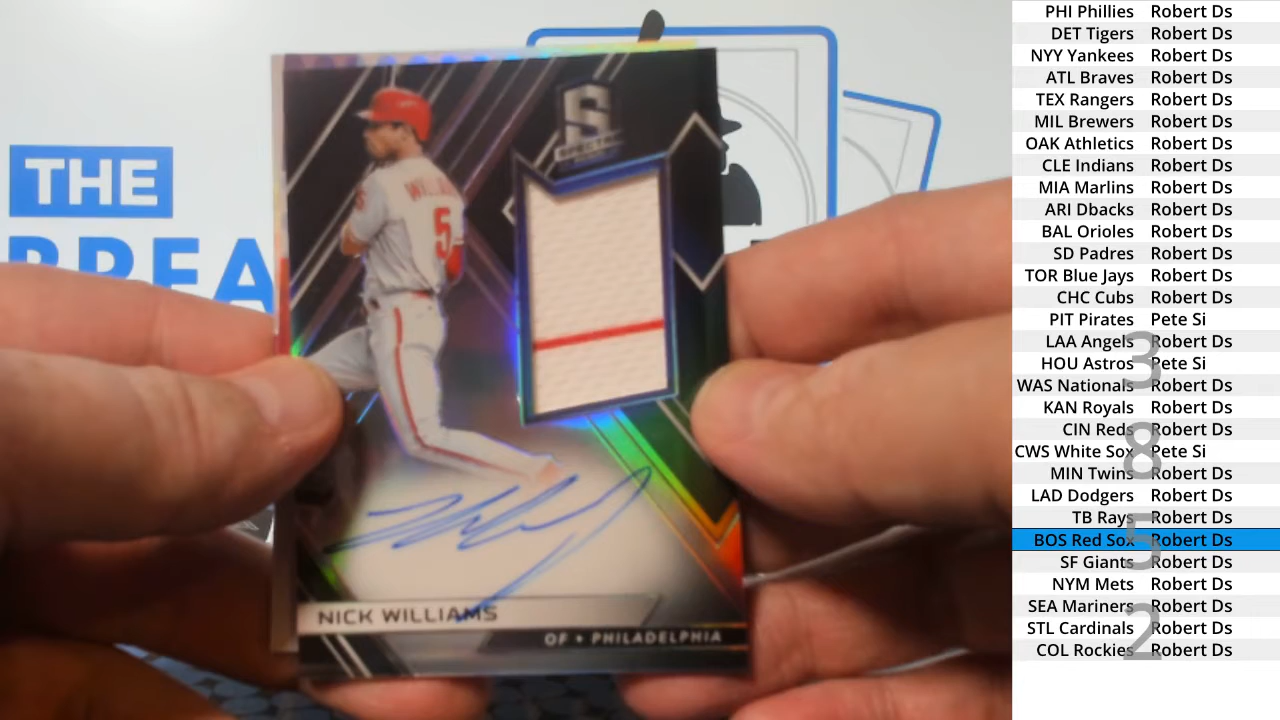 THE
BREA
S
SPECTRA
WILLIAMS
5
NICK WILLIAMS
OF • PHILADELPHIA
PHI Phillies Robert Ds
DET Tigers Robert Ds
NYY Yankees Robert Ds
ATL Braves Robert Ds
TEX Rangers Robert Ds
MIL Brewers Robert Ds
OAK Athletics Robert Ds
CLE Indians Robert Ds
MIA Marlins Robert Ds
ARI Dbacks Robert Ds
BAL Orioles Robert Ds
SD Padres Robert Ds
TOR Blue Jays Robert Ds
CHC Cubs Robert Ds
PIT Pirates Pete Si
LAA Angels Robert Ds
HOU Astros Pete Si
WAS Nationals Robert Ds
KAN Royals Robert Ds
CIN Reds Robert Ds
CWS White Sox Pete Si
MIN Twins Robert Ds
LAD Dodgers Robert Ds
TB Rays Robert Ds
BOS Red Sox Robert Ds
SF Giants Robert Ds
NYM Mets Robert Ds
SEA Mariners Robert Ds
STL Cardinals Robert Ds
COL Rockies Robert Ds
3
8
5
2